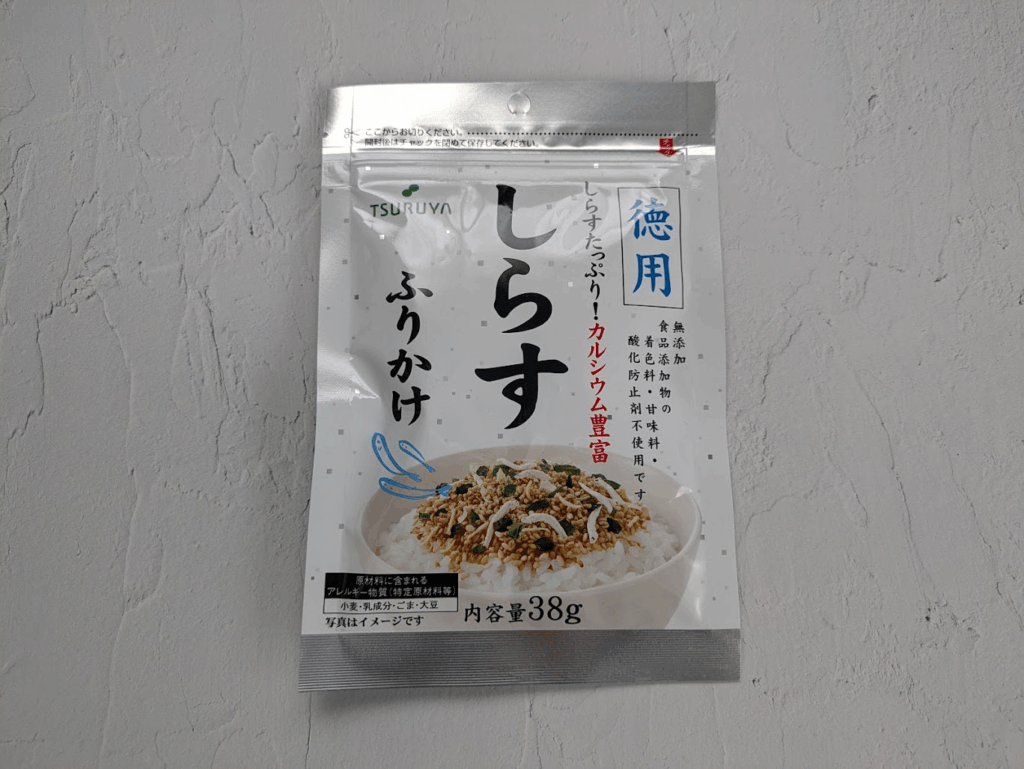 ここからお切りください。
開封後はチャックを閉めて保存してください。
TSURUYA
徳用
しらすたっぷり！カルシウム豊富
しらす
ふりかけ
無添加
食品添加物の
着色料・甘味料・
酸化防止剤不使用です
原材料に含まれる
アレルギー物質(特定原材料等)
小麦・乳成分・ごま・大豆
写真はイメージです
内容量38g